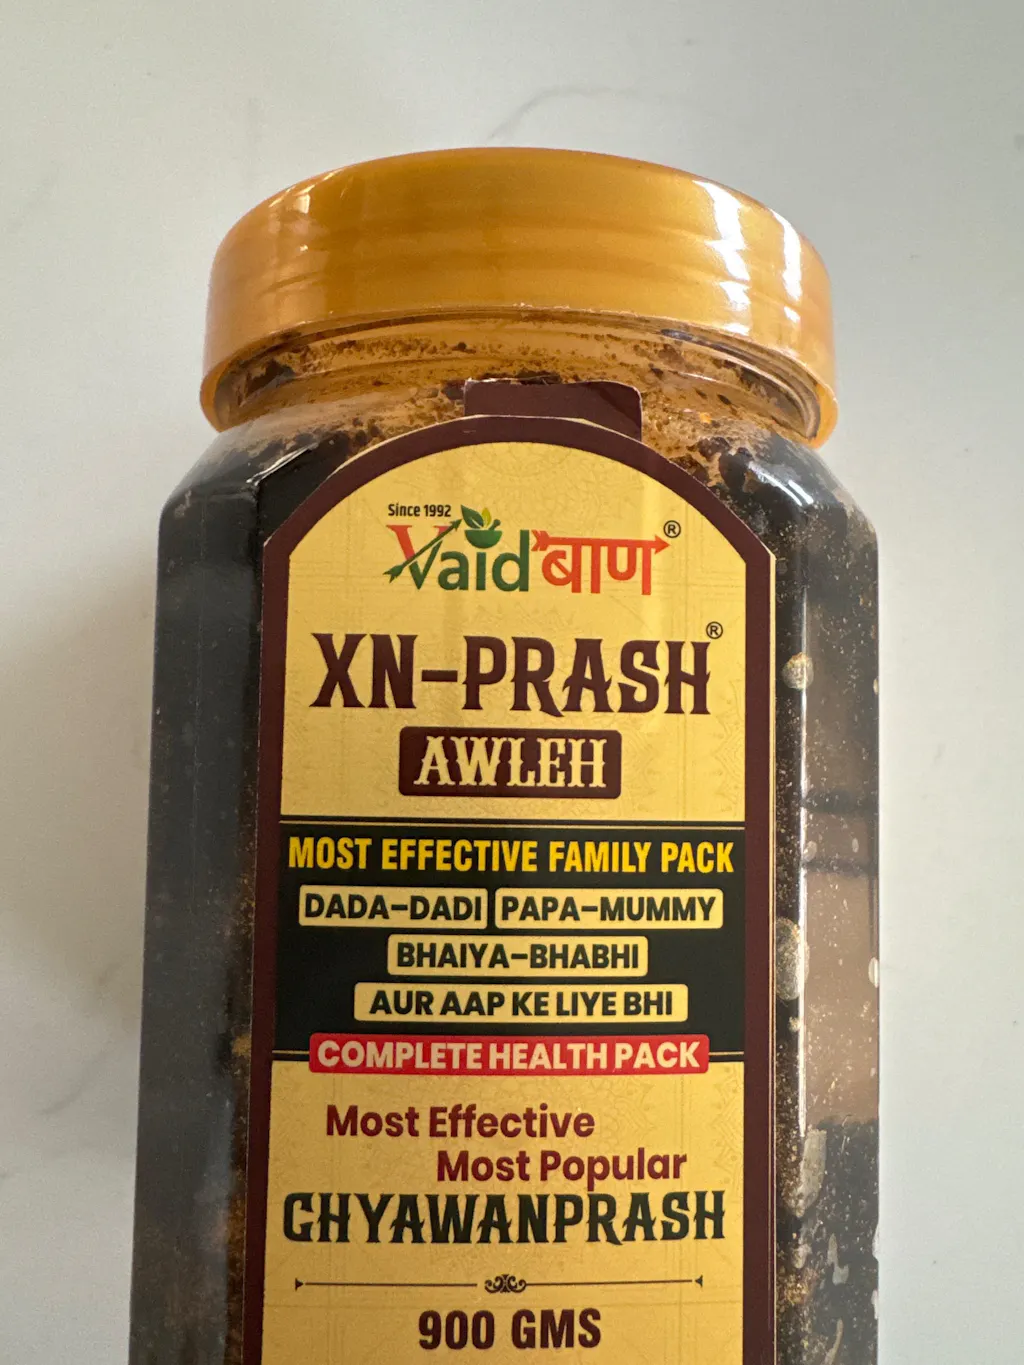 Since 1992
Vaidबाण®
XN-PRASH®
AWLEH
MOST EFFECTIVE FAMILY PACK
DADA-DADI PAPA-MUMMY
BHAIYA-BHABHI
AUR AAP KE LIYE BHI
COMPLETE HEALTH PACK
Most Effective
Most Popular
CHYAWANPRASH
900 GMS